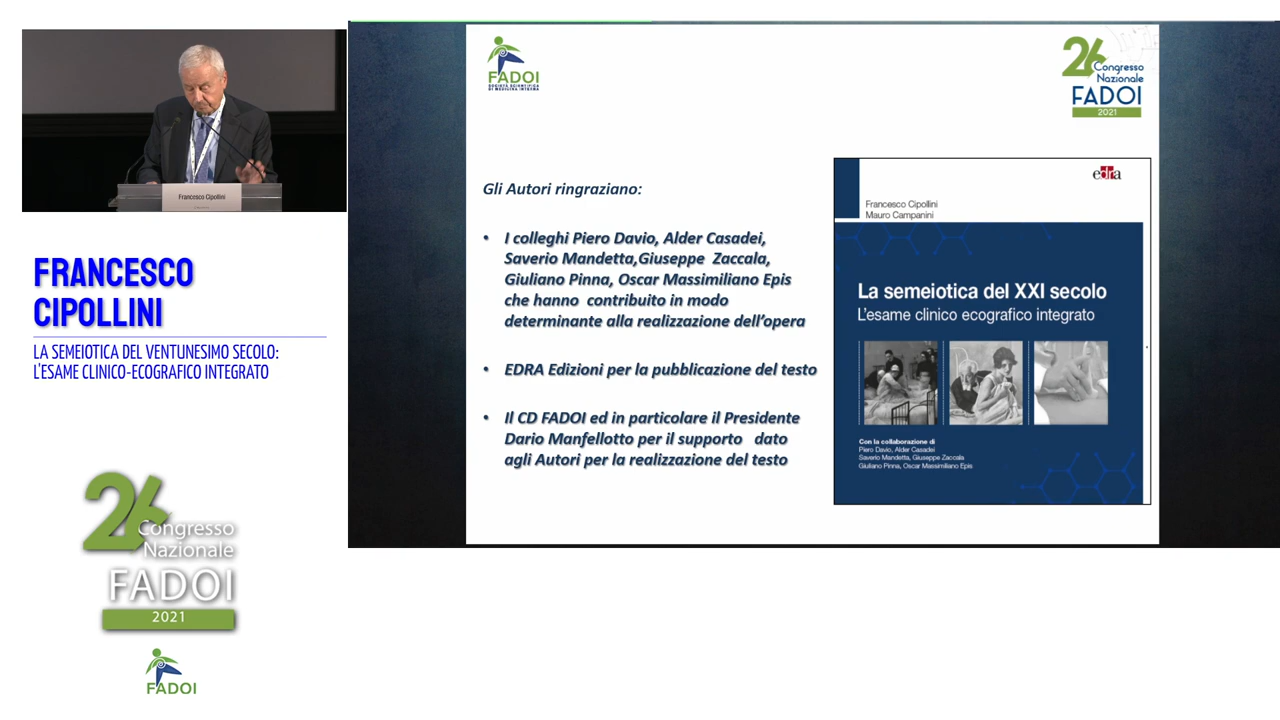 Francesco Cipollini
FRANCESCO
CIPOLLINI
LA SEMEIOTICA DEL VENTUNESIMO SECOLO:
L'ESAME CLINICO-ECOGRAFICO INTEGRATO
26
Congresso
Nazionale
FADOI
2021
FADOI
FADOI
SOCIETÀ SCIENTIFICA
DI MEDICINA INTERNA
26
Congresso
Nazionale
FADOI
2021
Gli Autori ringraziano:
• I colleghi Piero Davio, Alder Casadei,
Saverio Mandetta,Giuseppe Zaccala,
Giuliano Pinna, Oscar Massimiliano Epis
che hanno contribuito in modo
determinante alla realizzazione dell'opera
• EDRA Edizioni per la pubblicazione del testo
• Il CD FADOI ed in particolare il Presidente
Dario Manfellotto per il supporto dato
agli Autori per la realizzazione del testo
edra
Francesco Cipollini
Mauro Campanini
La semeiotica del XXI secolo
L'esame clinico ecografico integrato
Con la collaborazione di
Piero Davio, Alder Casadei
Saverio Mandetta, Giuseppe Zaccala
Giuliano Pinna, Oscar Massimiliano Epis